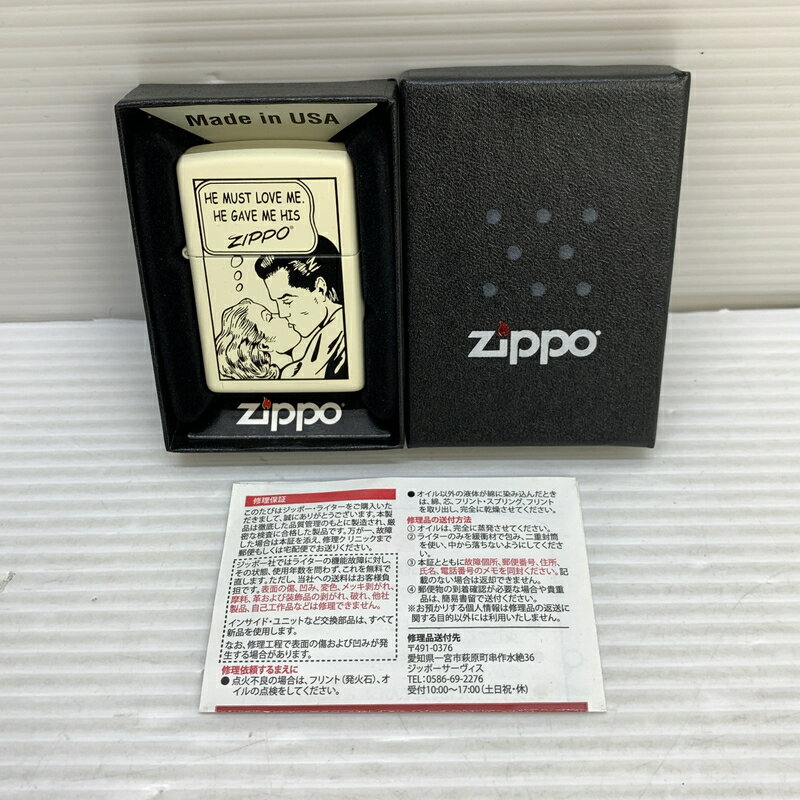 Made in USA
HE MUST LOVE ME.
HE GAVE ME HIS
ZIPPO®
zippo
zippo
修理保証
このたびはジッポー・ライターをご購入いた
だきまして、誠にありがとうございます。本製
品は徹底した品質管理のもとに製造され、厳
密な検査に合格した製品です。万が一、故障
した場合は本証を添え、修理クリニックまで
郵便もしくは宅配便でお送りください。
ジッポー社ではライターの機能故障に対し、
その状態、使用年数を問わず、これを無料で
直します。ただし、当社への送料はお客様負
担です。表面の傷、凹み、変色、メッキ剥がれ、
摩耗、革および装飾品の剥がれ、破れ、他社
製品、自己工作品などは修理できません。
インサイド・ユニットなど交換部品は、すべて
新品を使用します。
なお、修理工程で表面の傷および凹みが発
生する場合があります。
修理依頼するまえに
●点火不良の場合は、フリント（発火石）、オ
イルの点検をしてください。
●オイル以外の液体が綿に染み込んだとき
は、綿、芯、フリント・スプリング、フリント
を取り出し、完全に乾燥させてください。
修理品の送付方法
①オイルは、完全に蒸発させてください。
②ライターのみを緩衝材で包み、二重封筒
を使い、中から落ちないようにしてくださ
い。
③本証とともに故障個所、郵便番号、住所、
氏名、電話番号のメモを同封ください。記
載のない場合は返却できません。
④郵便物の到着確認が必要な場合や貴重
品は、簡易書留で送付ください。
※お預かりする個人情報は修理品の返送に
関する目的以外には利用いたしません。
修理品送付先
〒491-0376
愛知県一宮市萩原町串作水絶36
ジッポーサーヴィス
TEL:0586-69-2276
受付10:00〜17:00（土日祝・休）